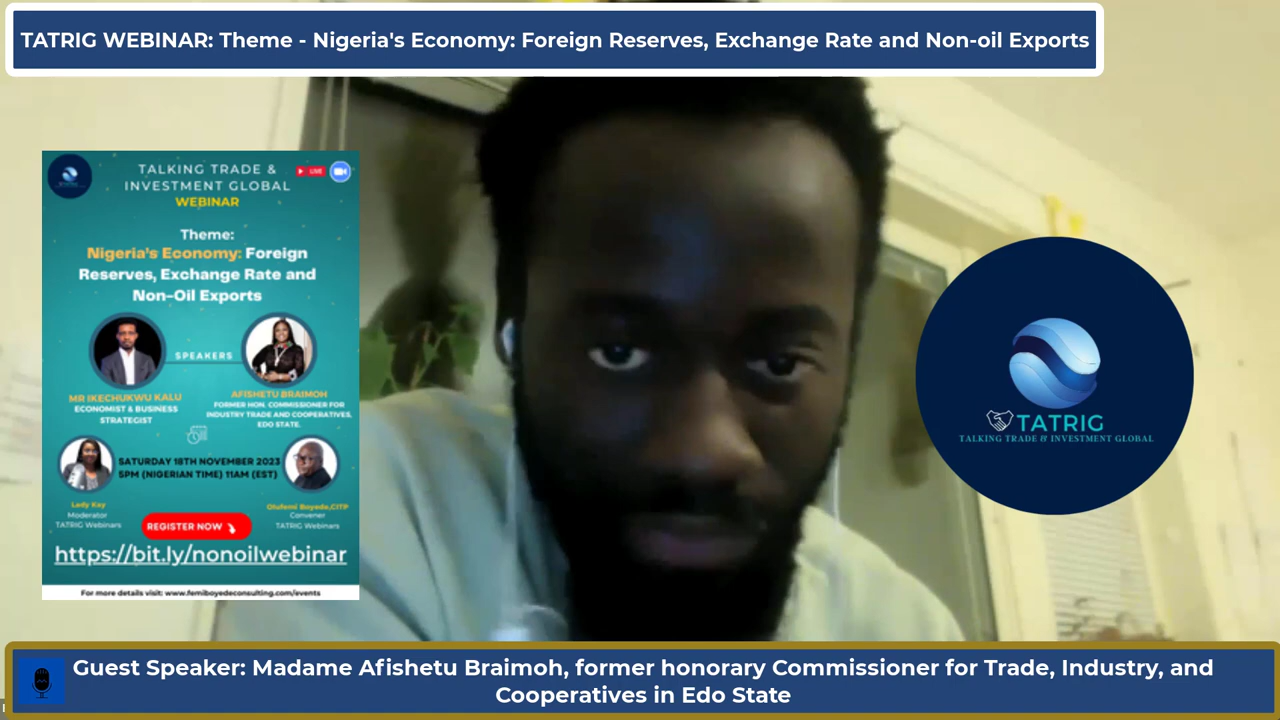 TATRIG WEBINAR: Theme - Nigeria's Economy: Foreign Reserves, Exchange Rate and Non-oil Exports
TALKING TRADE &
INVESTMENT GLOBAL
WEBINAR
LIVE
Theme:
Nigeria's Economy: Foreign
Reserves, Exchange Rate and
Non-Oil Exports
SPEAKERS
MR IKECHUKWU KALU
ECONOMIST & BUSINESS
STRATEGIST
AFISHETU BRAIMOH
FORMER HON. COMMISSIONER FOR
INDUSTRY TRADE AND COOPERATIVES,
EDO STATE.
SATURDAY 18TH NOVEMBER 2023
5PM (NIGERIAN TIME) 11AM (EST)
Lady Kay
Moderator
TATRIG Webinars
Olufemi Boyede,CITP
Convener
TATRIG Webinars
REGISTER NOW
https://bit.ly/nonoilwebinar
For more details visit: www.femiboyedeconsulting.com/events
TATRIG
TALKING TRADE & INVESTMENT GLOBAL
Guest Speaker: Madame Afishetu Braimoh, former honorary Commissioner for Trade, Industry, and
Cooperatives in Edo State